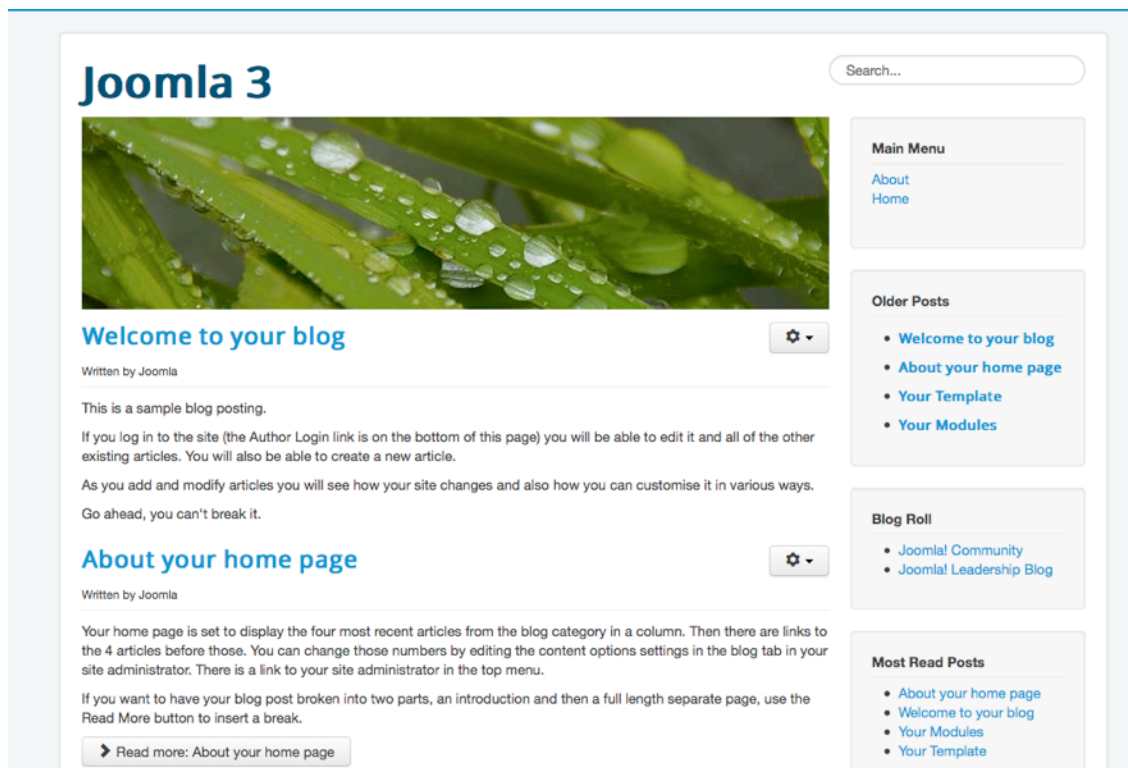 Joomla 3
Search...
Welcome to your blog
Written by Joomla
This is a sample blog posting.
If you log in to the site (the Author Login link is on the bottom of this page) you will be able to edit it and all of the other
existing articles. You will also be able to create a new article.
As you add and modify articles you will see how your site changes and also how you can customise it in various ways.
Go ahead, you can't break it.
About your home page
Written by Joomla
Your home page is set to display the four most recent articles from the blog category in a column. Then there are links to
the 4 articles before those. You can change those numbers by editing the content options settings in the blog tab in your
site administrator. There is a link to your site administrator in the top menu.
If you want to have your blog post broken into two parts, an introduction and then a full length separate page, use the
Read More button to insert a break.
Read more: About your home page
Main Menu
About
Home
Older Posts
Welcome to your blog
About your home page
Your Template
Your Modules
Blog Roll
Joomla! Community
Joomla! Leadership Blog
Most Read Posts
About your home page
Welcome to your blog
Your Modules
Your Template